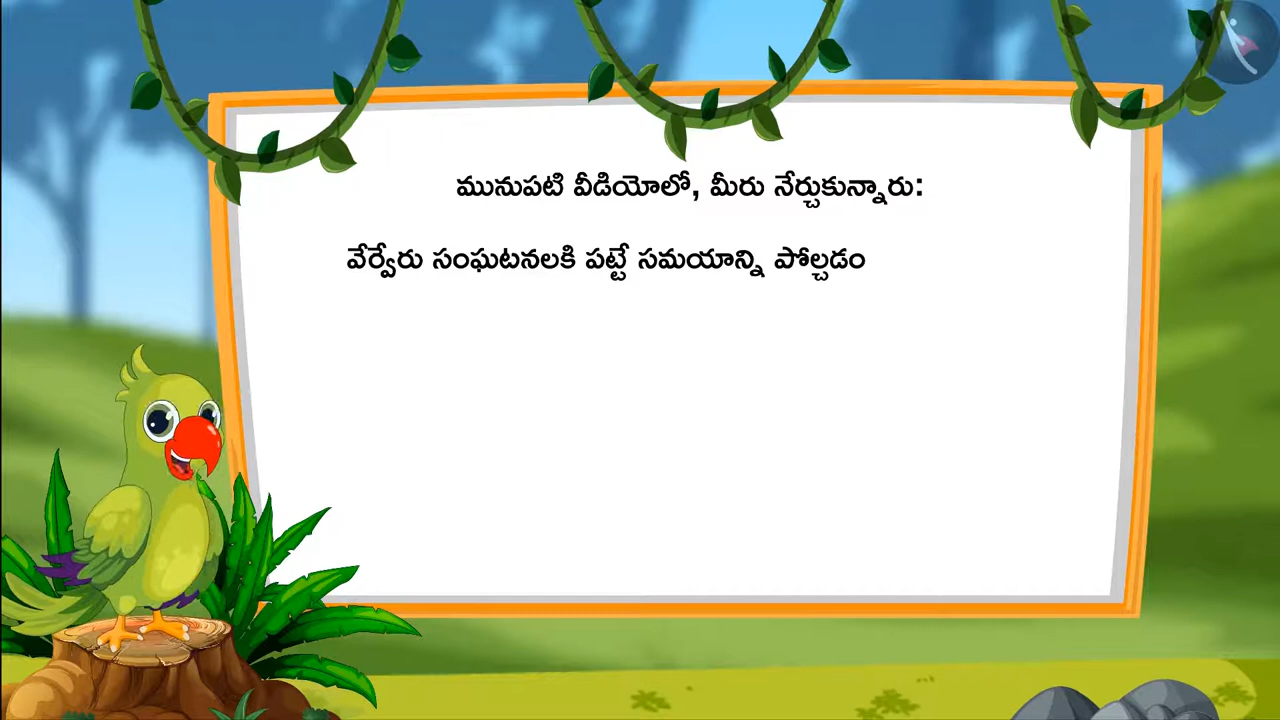 మునుపటి వీడియోలో, మీరు నేర్చుకున్నారు:
వేర్వేరు సంఘటనలకి పట్టే సమయాన్ని పోల్చడం